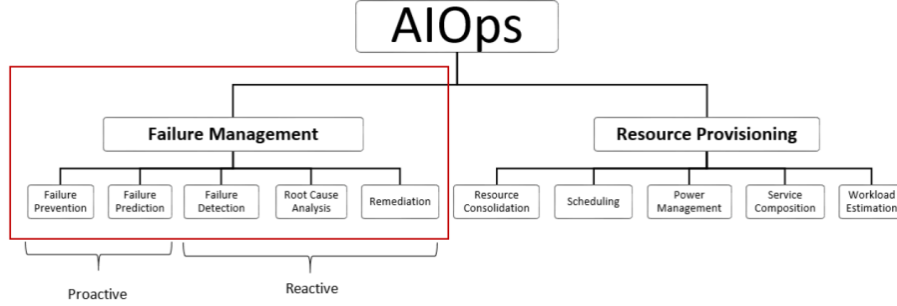 AIOps
Failure Management
Resource Provisioning
Failure
Prevention
Failure
Prediction
Failure
Detection
Root Cause
Analysis
Remediation
Resource
Consolidation
Scheduling
Power
Management
Service
Composition
Workload
Estimation
Proactive
Reactive